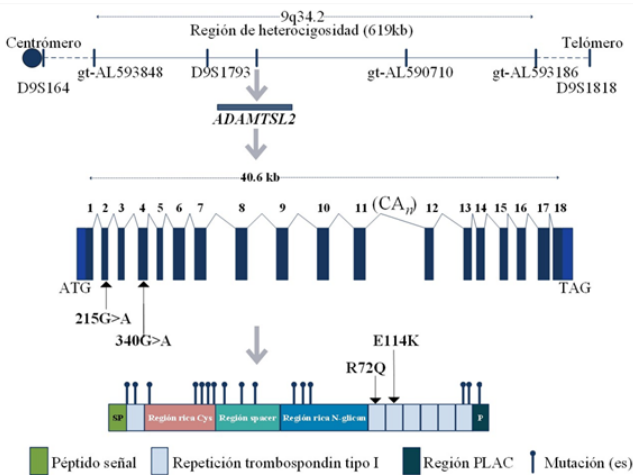 9q34.2
Región de heterocigosidad (619kb)
Centrómero
Telómero
gt-AL593848
D9S1793
gt-AL590710
gt-AL593186
D9S164
D9S1818
ADAMTSL2
40.6 kb
1 2 3 4 5 6 7 8 9 10 11 (CAn) 12 13 14 15 16 17 18
ATG
TAG
215G>A
340G>A
E114K
R72Q
SP Región rica Cys Región spacer Región rica N-glican P
Péptido señal Repetición trombospondin tipo I Región PLAC Mutación (es)